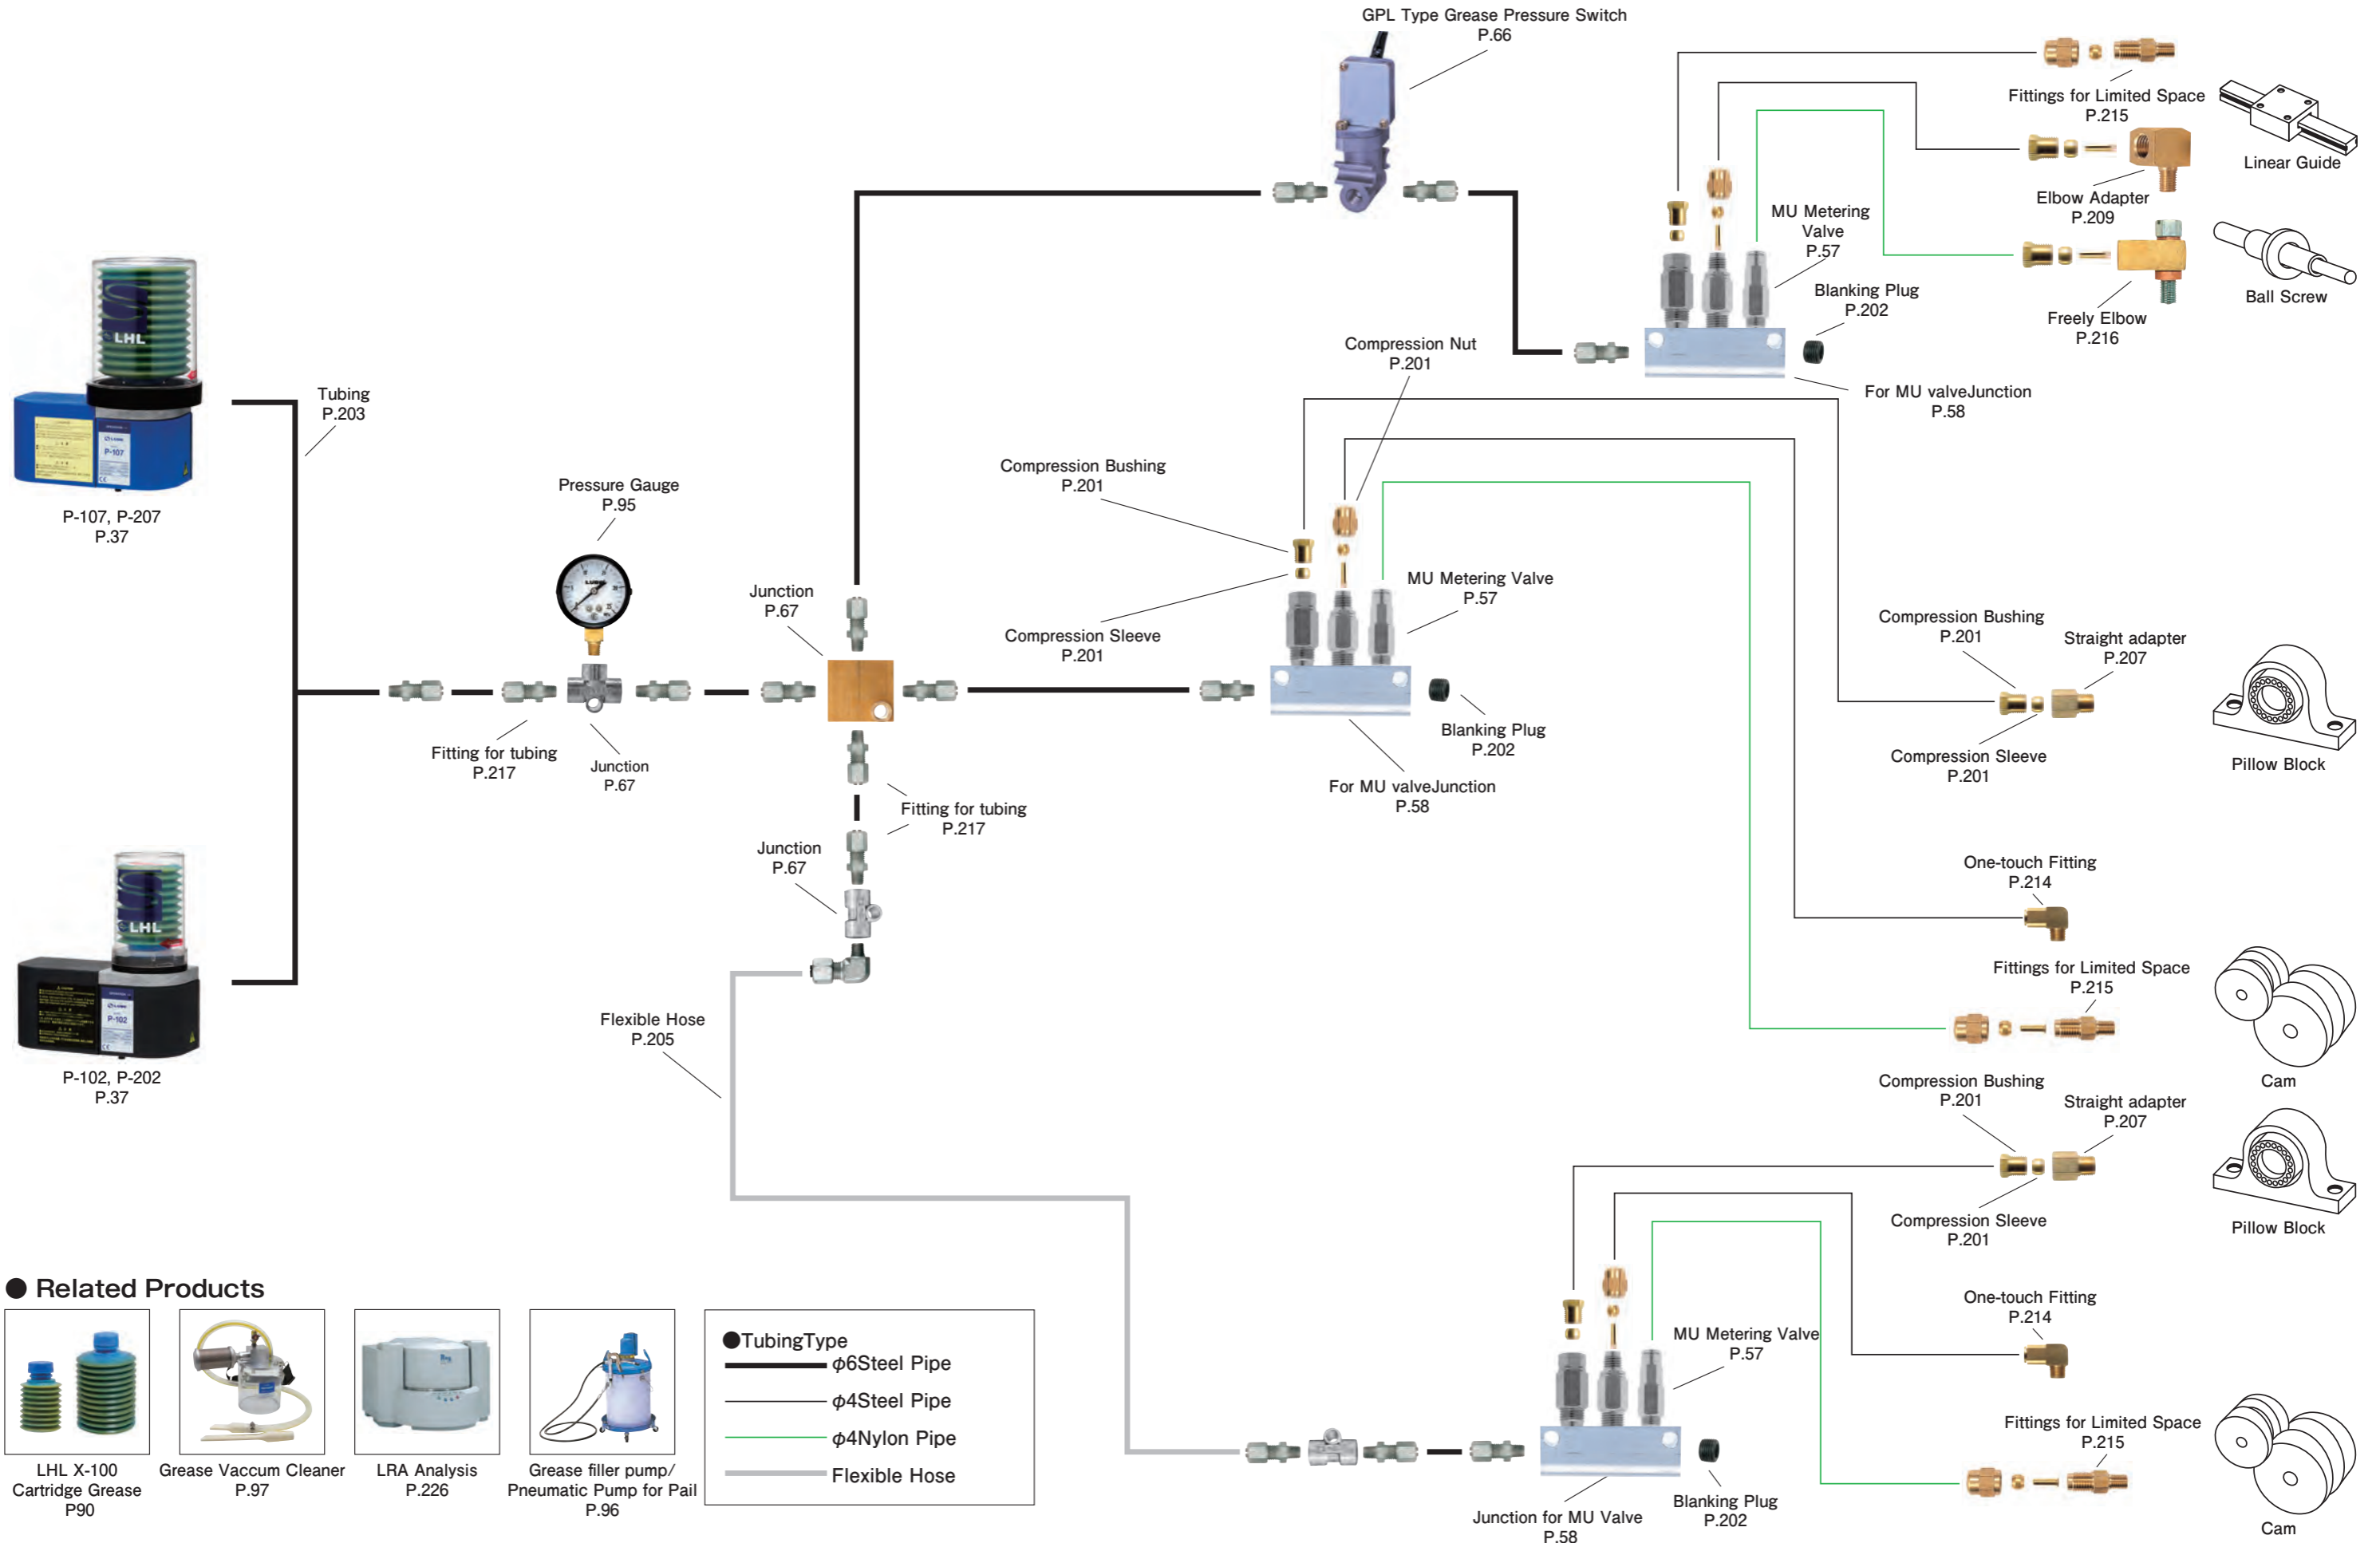 GPL Type Grease Pressure Switch
P.66
Fittings for Limited Space
P.215
Linear Guide
Elbow Adapter
P.209
MU Metering
Valve
P.57
Blanking Plug
P.202
Freely Elbow
P.216
Ball Screw
For MU valveJunction
P.58
LHL
P-107
P-107, P-207
P.37
Tubing
P.203
Pressure Gauge
P.95
Compression Nut
P.201
Compression Bushing
P.201
Junction
P.67
Compression Sleeve
P.201
MU Metering Valve
P.57
Blanking Plug
P.202
For MU valveJunction
P.58
Fitting for tubing
P.217
Junction
P.67
Fitting for tubing
P.217
Junction
P.67
Compression Bushing
P.201
Straight adapter
P.207
Compression Sleeve
P.201
Pillow Block
One-touch Fitting
P.214
Fittings for Limited Space
P.215
Cam
LHL
P-102
P-102, P-202
P.37
Flexible Hose
P.205
Compression Bushing
P.201
Straight adapter
P.207
Compression Sleeve
P.201
Pillow Block
One-touch Fitting
P.214
MU Metering Valve
P.57
Fittings for Limited Space
P.215
Cam
Junction for MU Valve
P.58
Blanking Plug
P.202
● Related Products
LHL X-100
Cartridge Grease
P90
Grease Vaccum Cleaner
P.97
LRA Analysis
P.226
Grease filler pump/
Pneumatic Pump for Pail
P.96
●TubingType
φ6Steel Pipe
φ4Steel Pipe
φ4Nylon Pipe
Flexible Hose